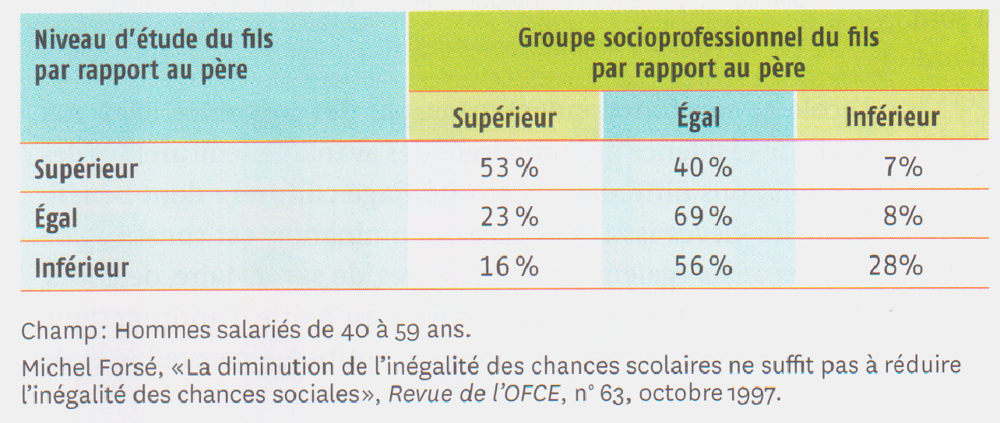 Niveau d'étude du fils
par rapport au père
Groupe socioprofessionnel du fils
par rapport au père
Supérieur Égal Inférieur
Supérieur 53 % 40 % 7%
Égal 23 % 69 % 8%
Inférieur 16 % 56 % 28%
Champ : Hommes salariés de 40 à 59 ans.
Michel Forsé, «La diminution de l'inégalité des chances scolaires ne suffit pas à réduire
l'inégalité des chances sociales», Revue de l'OFCE, n° 63, octobre 1997.